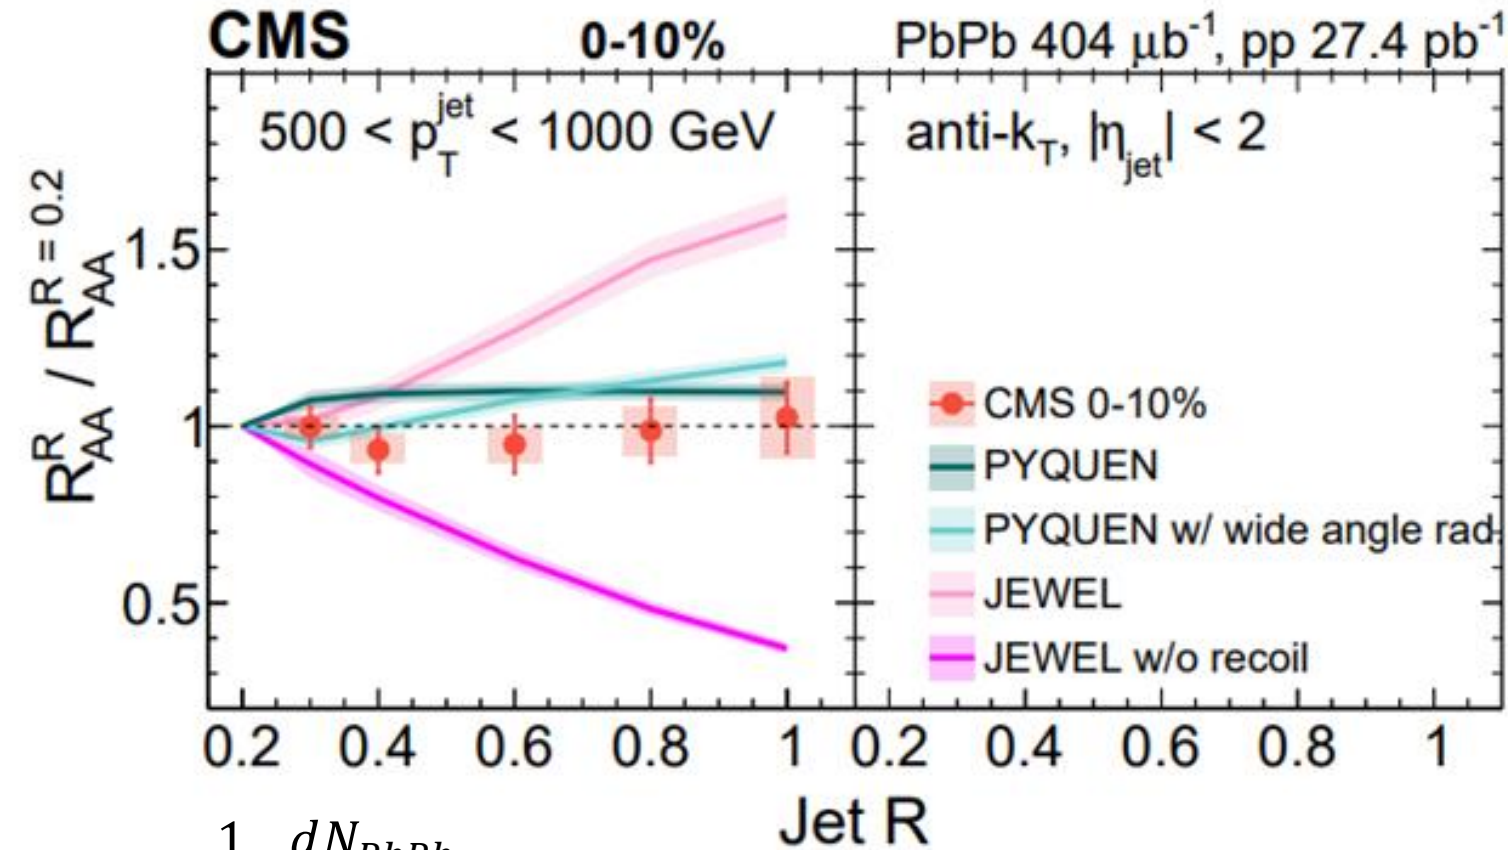 CMS 0-10% PbPb 404 μb⁻¹, pp 27.4 pb⁻¹
500 < p_T^jet < 1000 GeV
anti-k_T, |η_jet| < 2
R_AA^R / R_AA^R = 0.2
1.5
1
0.5
CMS 0-10%
PYQUEN
PYQUEN w/ wide angle rad.
JEWEL
JEWEL w/o recoil
0.2 0.4 0.6 0.8 1 0.2 0.4 0.6 0.8 1
Jet R
1 dN_PbPb